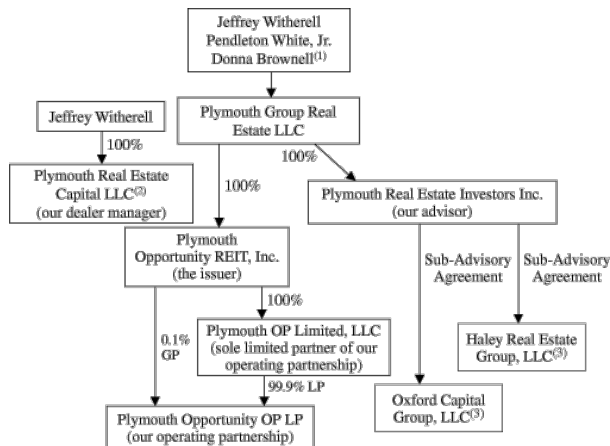 Jeffrey Witherell
Pendleton White, Jr.
Donna Brownell(1)
Jeffrey Witherell
Plymouth Group Real
Estate LLC
100%
100%
100%
Plymouth Real Estate
Capital LLC(2)
(our dealer manager)
Plymouth Real Estate Investors Inc.
(our advisor)
Plymouth
Opportunity REIT, Inc.
(the issuer)
Sub-Advisory
Agreement
Sub-Advisory
Agreement
100%
0.1%
GP
Plymouth OP Limited, LLC
(sole limited partner of our
operating partnership)
Haley Real Estate
Group, LLC(3)
99.9% LP
Oxford Capital
Group, LLC(3)
Plymouth Opportunity OP LP
(our operating partnership)